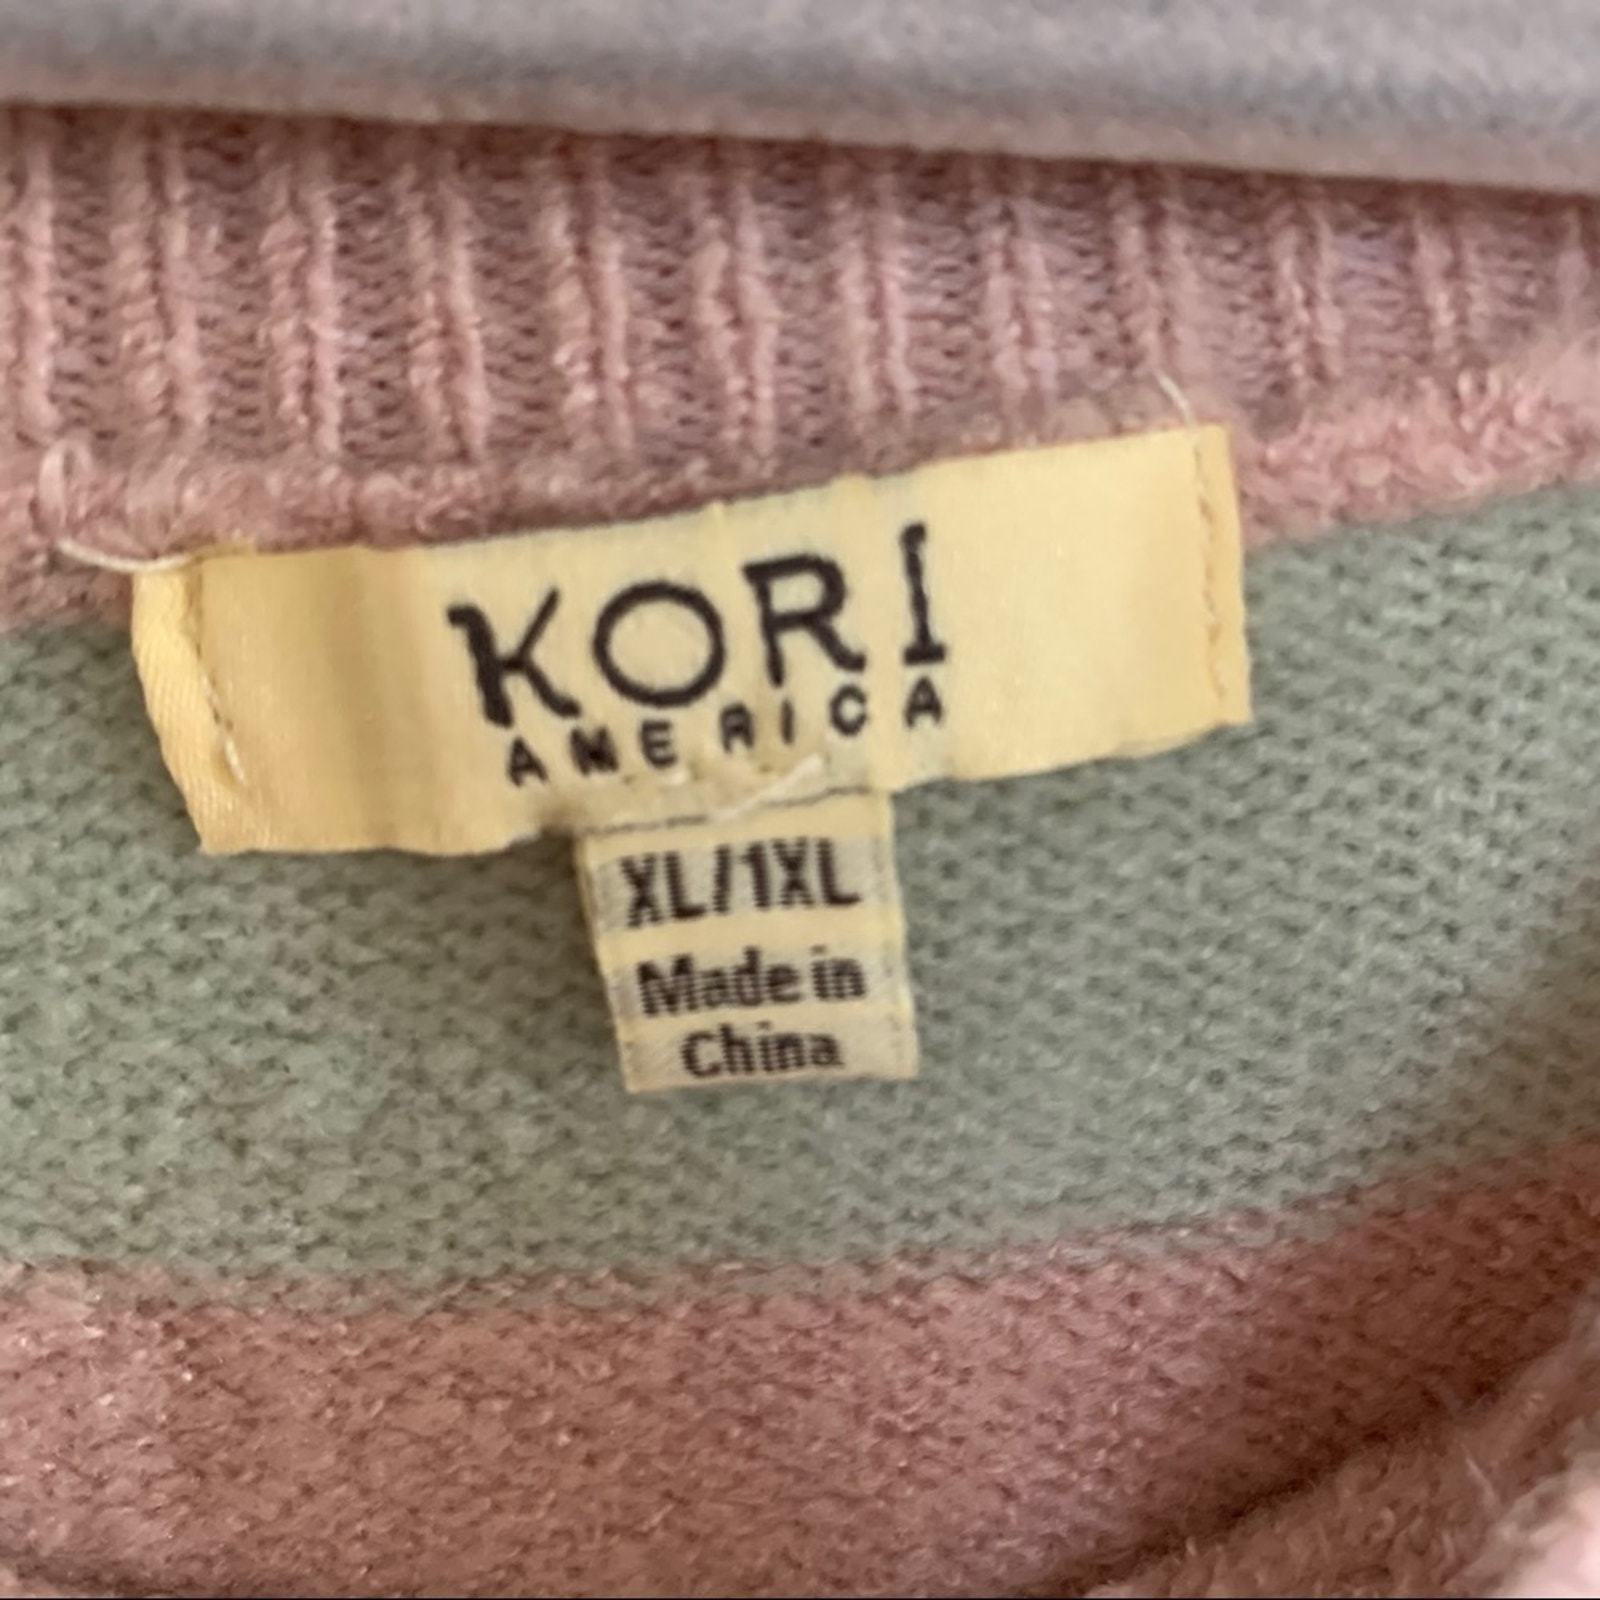 KORI
AMERICA
XL/1XL
Made in
China